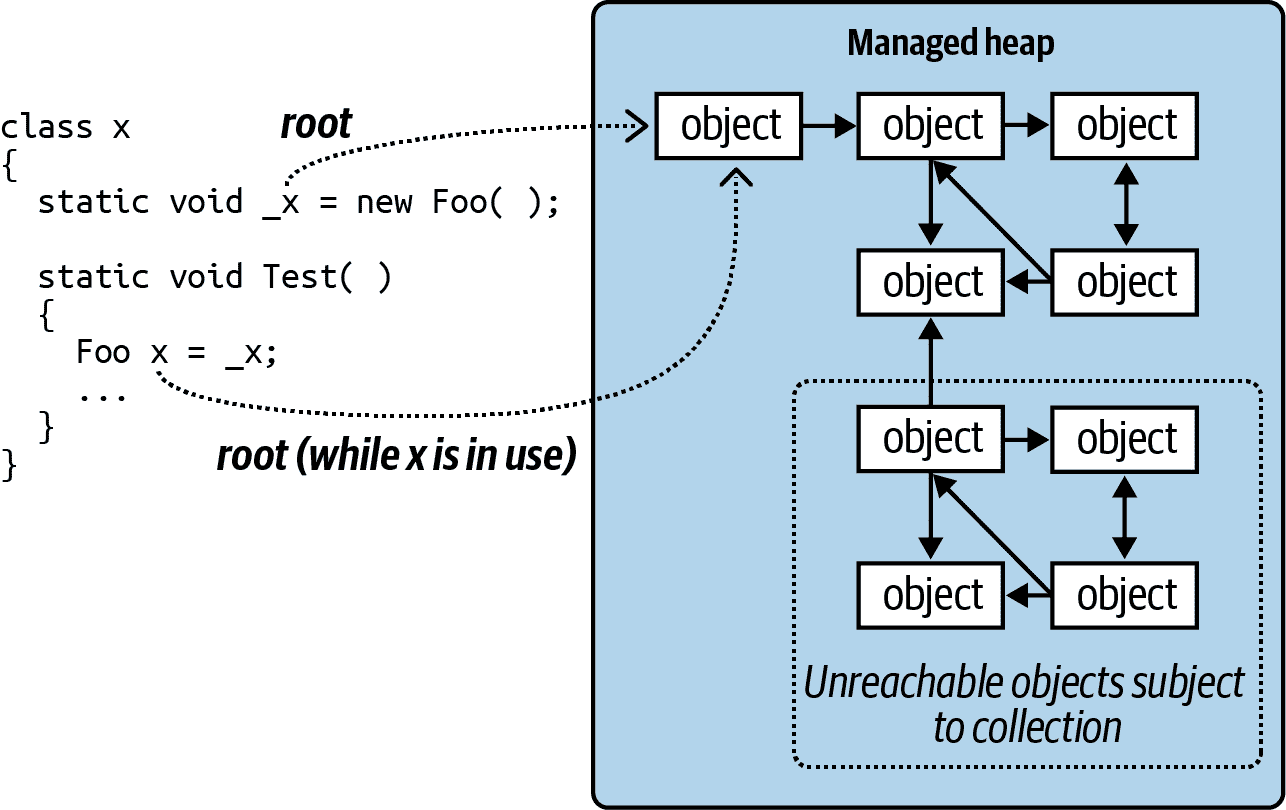 class x
{
  static void _x = new Foo( );
  static void Test( )
  {
    Foo x = _x;
    ...
  }
}
root
root (while x is in use)
Managed heap
object object object
object object
object object
object object
Unreachable objects subject
to collection